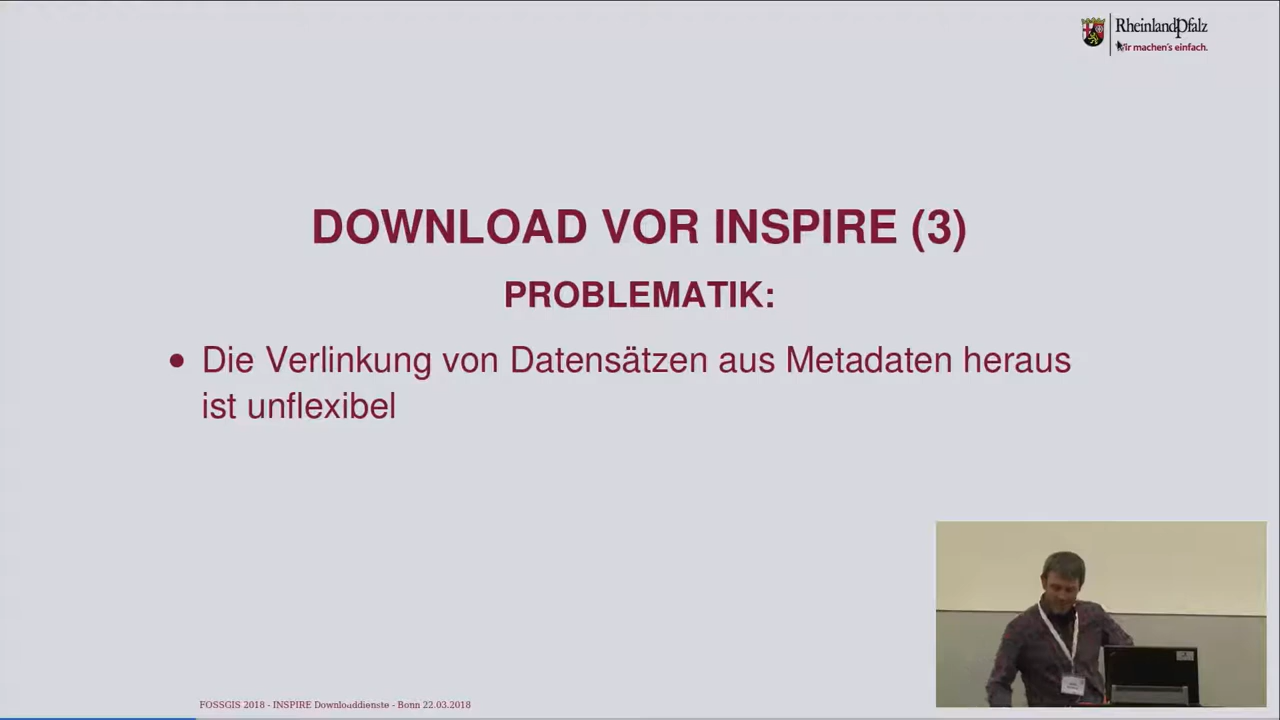 RheinlandPfalz
Wir machen's einfach.
DOWNLOAD VOR INSPIRE (3)
PROBLEMATIK:
• Die Verlinkung von Datensätzen aus Metadaten heraus
ist unflexibel
FOSSGIS 2018 - INSPIRE Downloaddienste - Bonn 22.03.2018